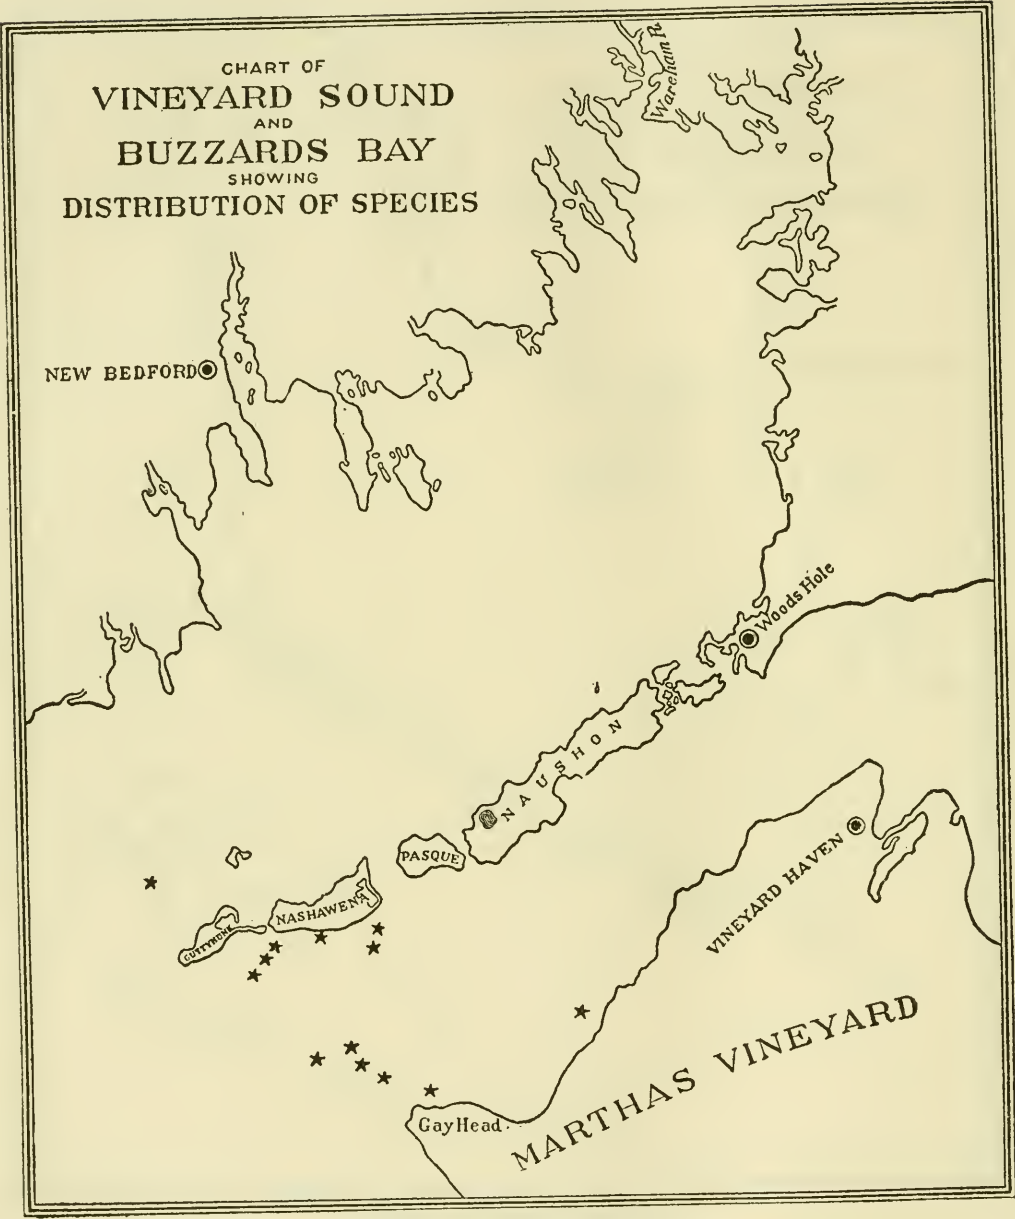 CHART OF
VINEYARD SOUND
AND
BUZZARDS BAY
SHOWING
DISTRIBUTION OF SPECIES
Wareham R.
NEW BEDFORD
Woods Hole
NAUSHON
PASQUE
NASHAWENA
CUTTYHUNK
VINEYARD HAVEN
MARTHAS VINEYARD
Gay Head.